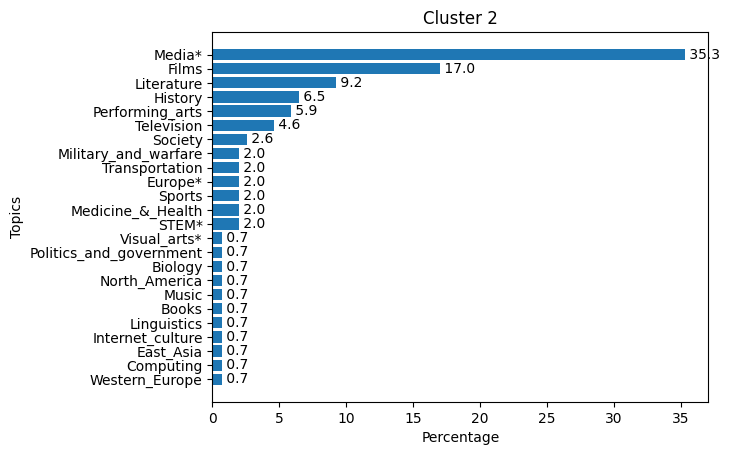 Cluster 2
Topics
Media* 35.3
Films 17.0
Literature 9.2
History 6.5
Performing_arts 5.9
Television 4.6
Society 2.6
Military_and_warfare 2.0
Transportation 2.0
Europe* 2.0
Sports 2.0
Medicine_&_Health 2.0
STEM* 2.0
Visual_arts* 0.7
Politics_and_government 0.7
Biology 0.7
North_America 0.7
Music 0.7
Books 0.7
Linguistics 0.7
Internet_culture 0.7
East_Asia 0.7
Computing 0.7
Western_Europe 0.7
0 5 10 15 20 25 30 35
Percentage